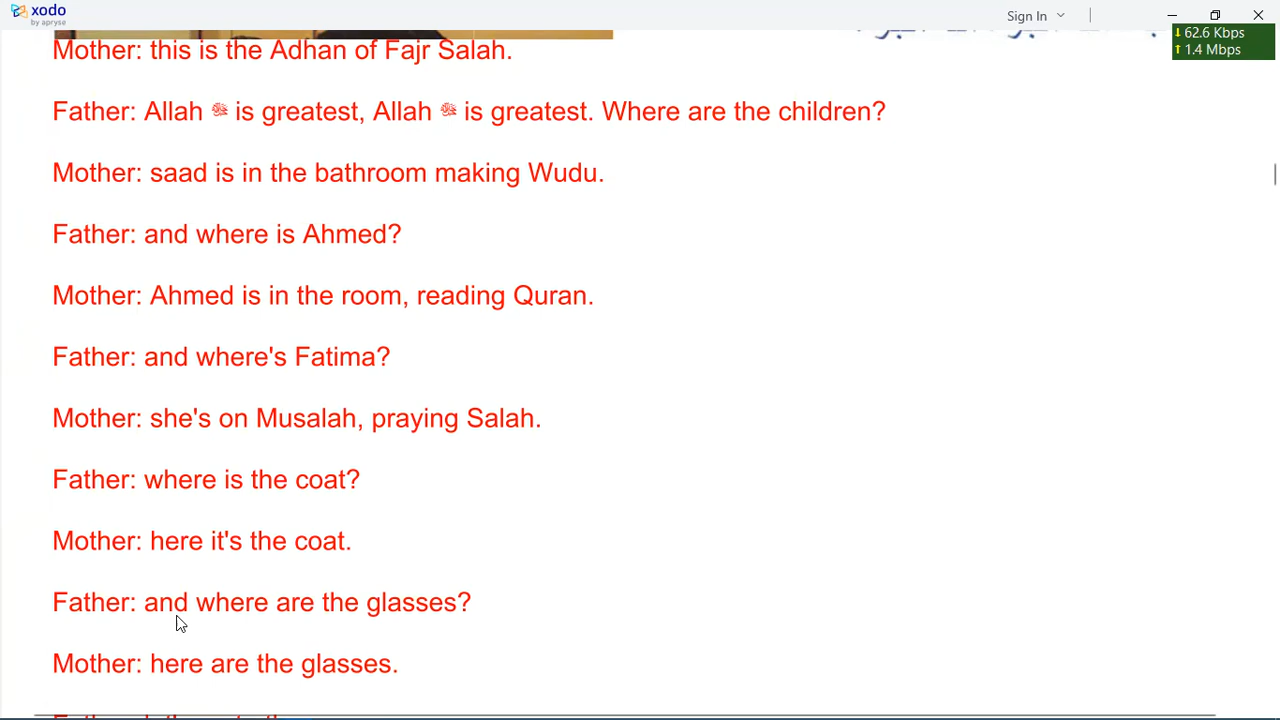 xodo
by apryse
Sign In
62.6 Kbps
1.4 Mbps
Mother: this is the Adhan of Fajr Salah.
Father: Allah ﷻ is greatest, Allah ﷻ is greatest. Where are the children?
Mother: saad is in the bathroom making Wudu.
Father: and where is Ahmed?
Mother: Ahmed is in the room, reading Quran.
Father: and where's Fatima?
Mother: she's on Musalah, praying Salah.
Father: where is the coat?
Mother: here it's the coat.
Father: and where are the glasses?
Mother: here are the glasses.